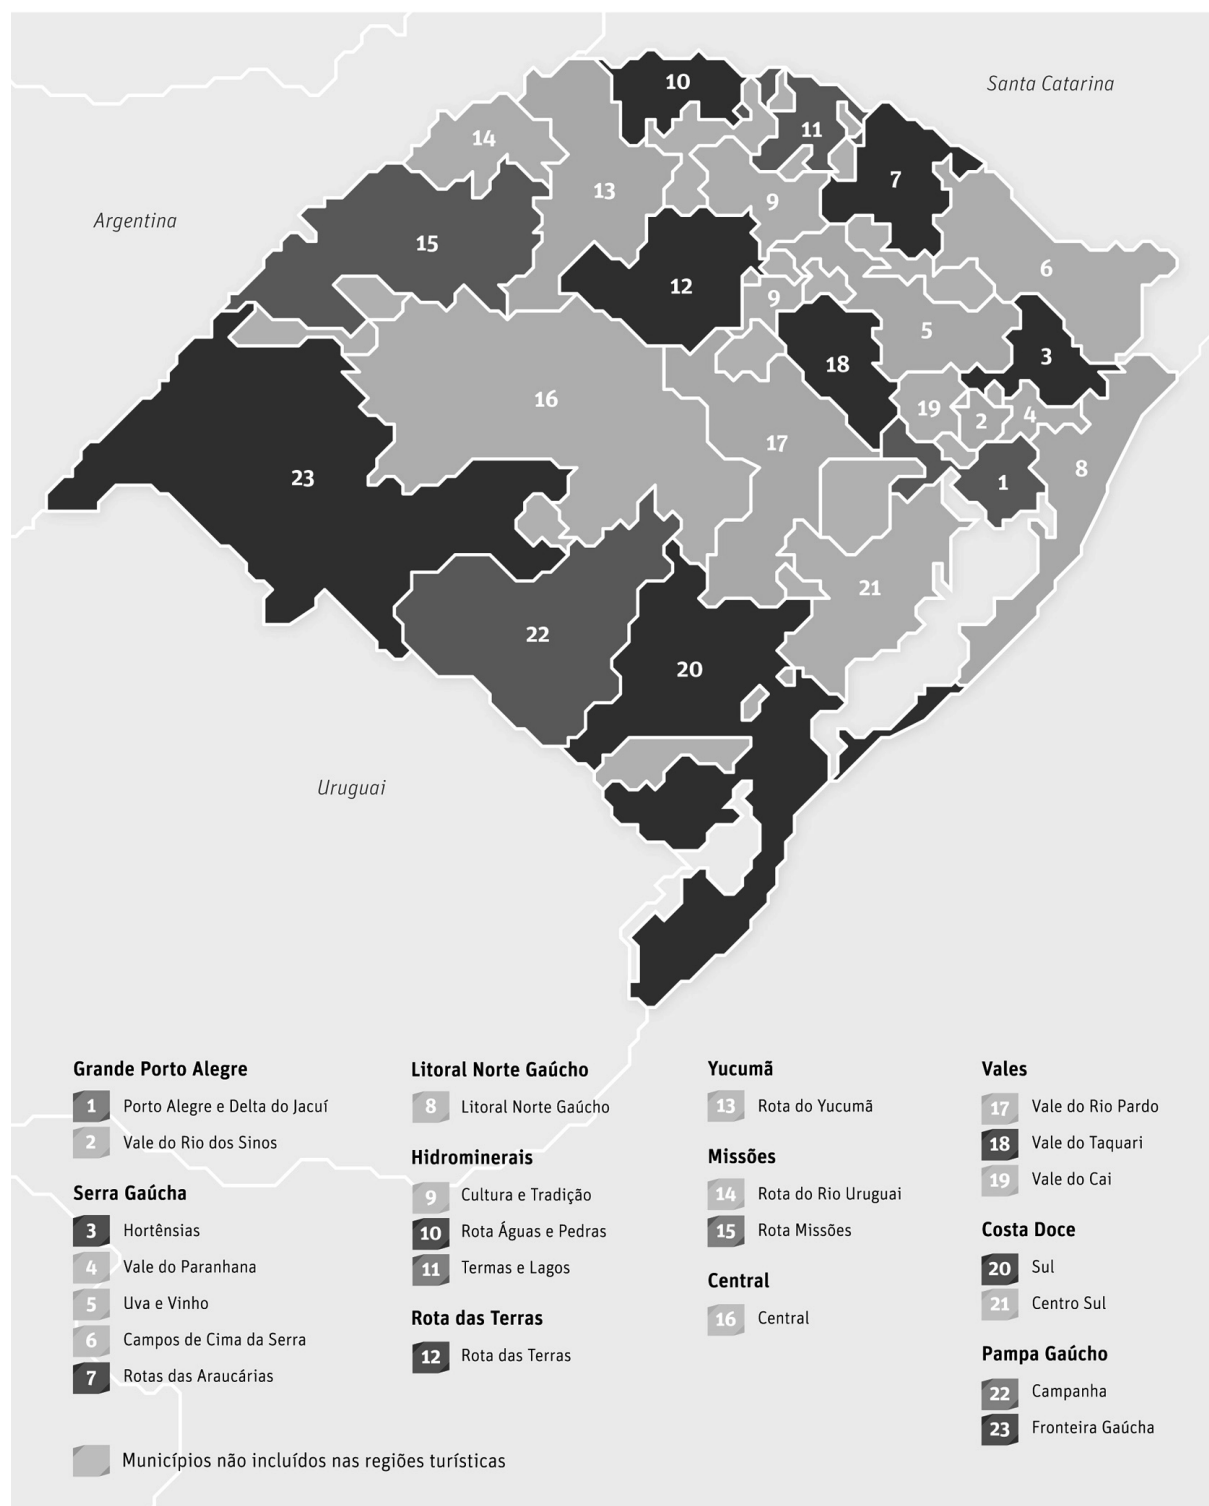 10
Santa Catarina
11
14
7
13
9
Argentina
15
6
12
9
5
18
3
16
19
4
2
17
8
23
1
21
22
20
Uruguai
Grande Porto Alegre
1 Porto Alegre e Delta do Jacuí
2 Vale do Rio dos Sinos
Serra Gaúcha
3 Hortênsias
4 Vale do Paranhana
5 Uva e Vinho
6 Campos de Cima da Serra
7 Rotas das Araucárias
Litoral Norte Gaúcho
8 Litoral Norte Gaúcho
Hidrominerais
9 Cultura e Tradição
10 Rota Águas e Pedras
11 Termas e Lagos
Rota das Terras
12 Rota das Terras
Yucumã
13 Rota do Yucumã
Missões
14 Rota do Rio Uruguai
15 Rota Missões
Central
16 Central
Vales
17 Vale do Rio Pardo
18 Vale do Taquari
19 Vale do Cai
Costa Doce
20 Sul
21 Centro Sul
Pampa Gaúcho
22 Campanha
23 Fronteira Gaúcha
Municípios não incluídos nas regiões turísticas